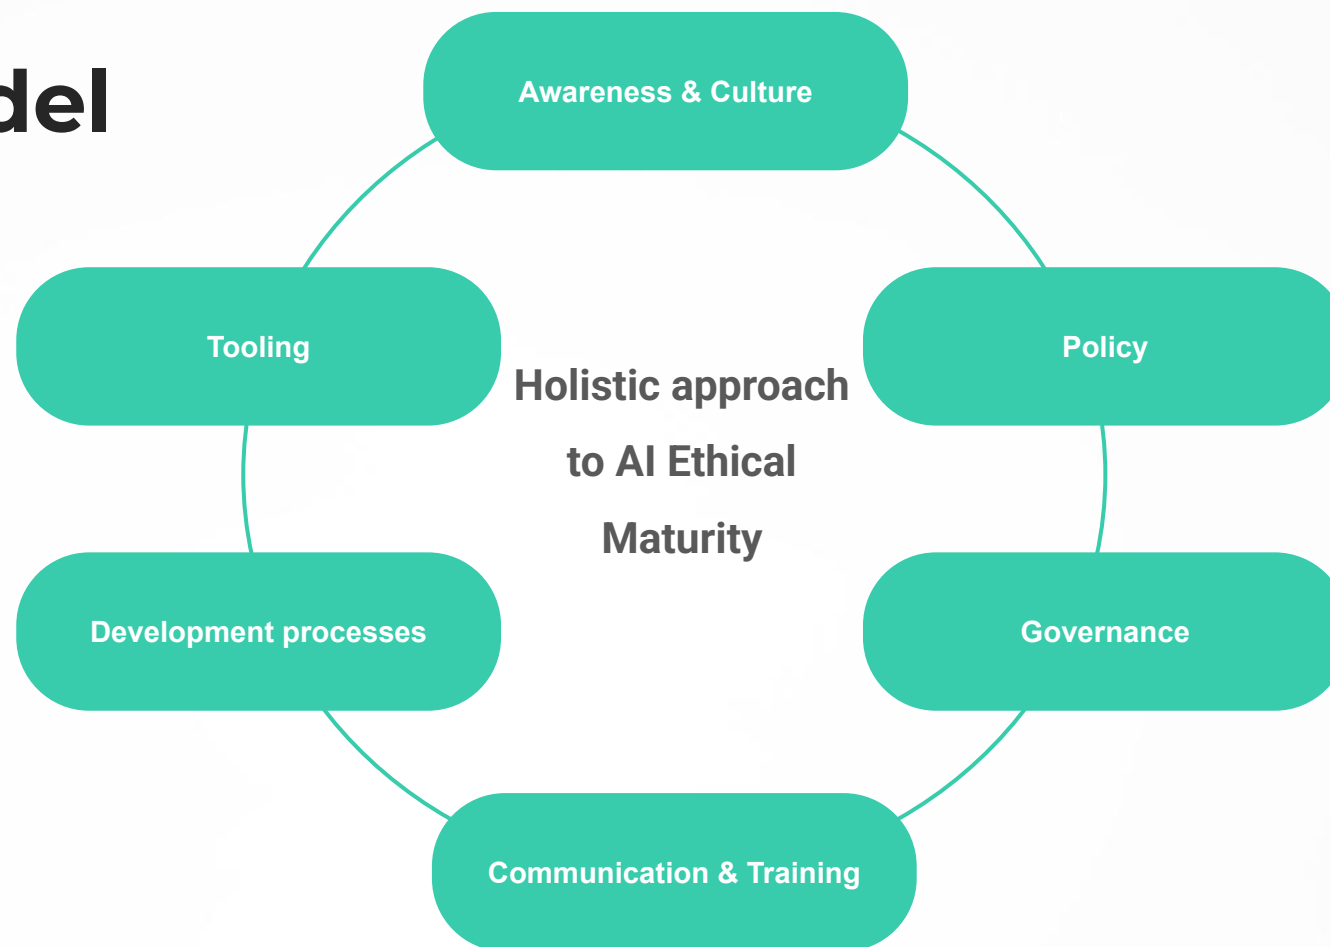 del
Awareness & Culture
Tooling
Policy
Holistic approach
to AI Ethical
Maturity
Development processes
Governance
Communication & Training